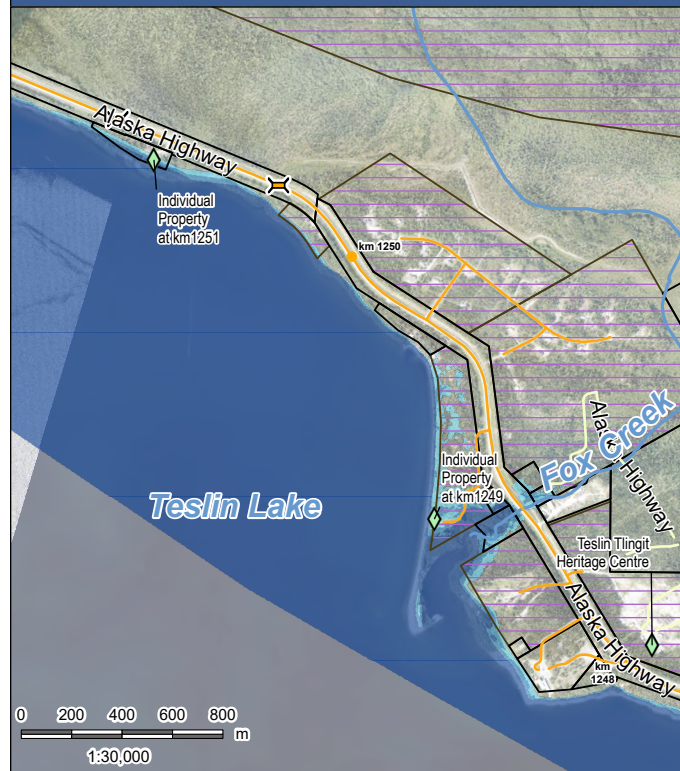 Alaska Highway
Individual
Property
at km1251
km 1250
Alaska Highway
Fox Creek
Individual
Property
at km1249
Teslin Lake
Teslin Tlingit
Heritage Centre
Alaska Highway
km
1248
0 200 400 600 800
m
1:30,000